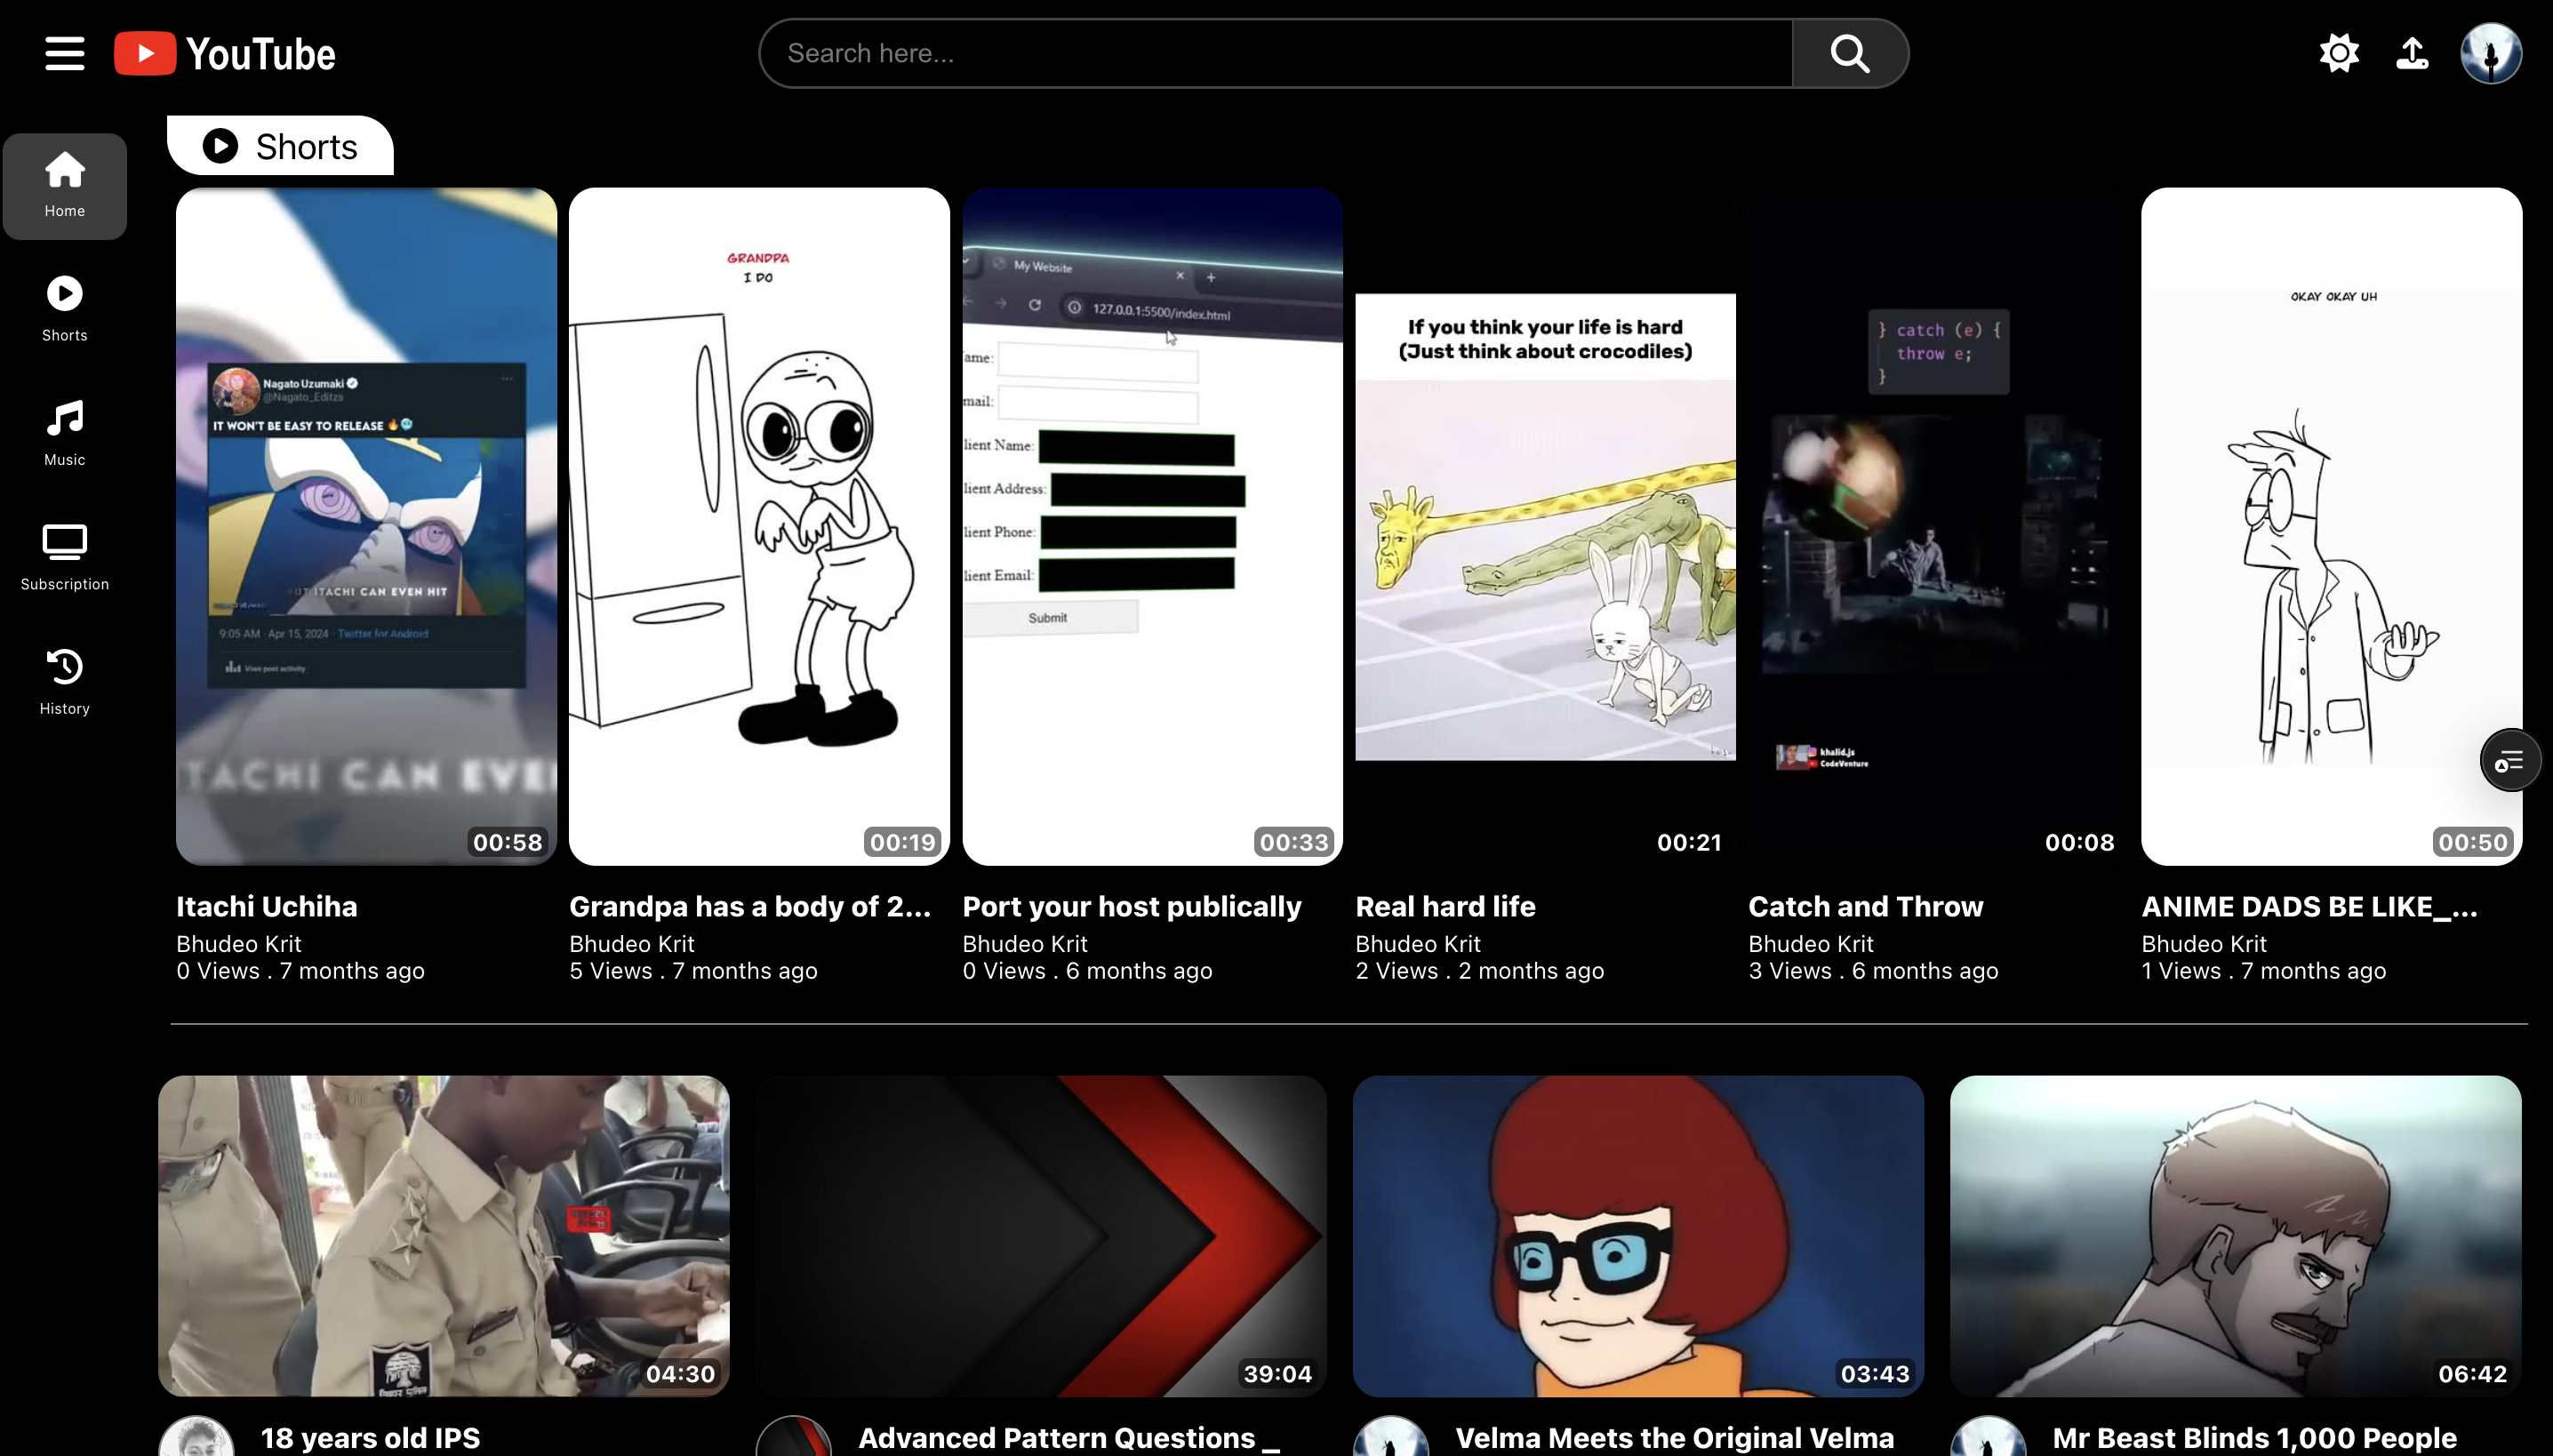 YouTube
Search here...
Shorts
Home
Shorts
Music
Subscription
History
Nagato Uzumaki
@Nagato_Editzs
IT WON'T BE EASY TO RELEASE 🔥🥶
ITACHI CAN EVEN HIT
9:05 AM · Apr 15, 2024 · Twitter for Android
View post activity
ITACHI CAN EVE
00:58
GRANDPA
I DO
00:19
My Website
127.0.0.1:5500/index.html
ame:
mail:
lient Name:
lient Address:
lient Phone:
lient Email:
Submit
00:33
If you think your life is hard
(Just think about crocodiles)
00:21
} catch (e) {
throw e;
}
khalid.js
CodeVenture
00:08
OKAY OKAY UH
00:50
Itachi Uchiha
Bhudeo Krit
0 Views . 7 months ago
Grandpa has a body of 2...
Bhudeo Krit
5 Views . 7 months ago
Port your host publically
Bhudeo Krit
0 Views . 6 months ago
Real hard life
Bhudeo Krit
2 Views . 2 months ago
Catch and Throw
Bhudeo Krit
3 Views . 6 months ago
ANIME DADS BE LIKE_...
Bhudeo Krit
1 Views . 7 months ago
04:30
39:04
03:43
06:42
18 years old IPS
Advanced Pattern Questions _
Velma Meets the Original Velma
Mr Beast Blinds 1,000 People